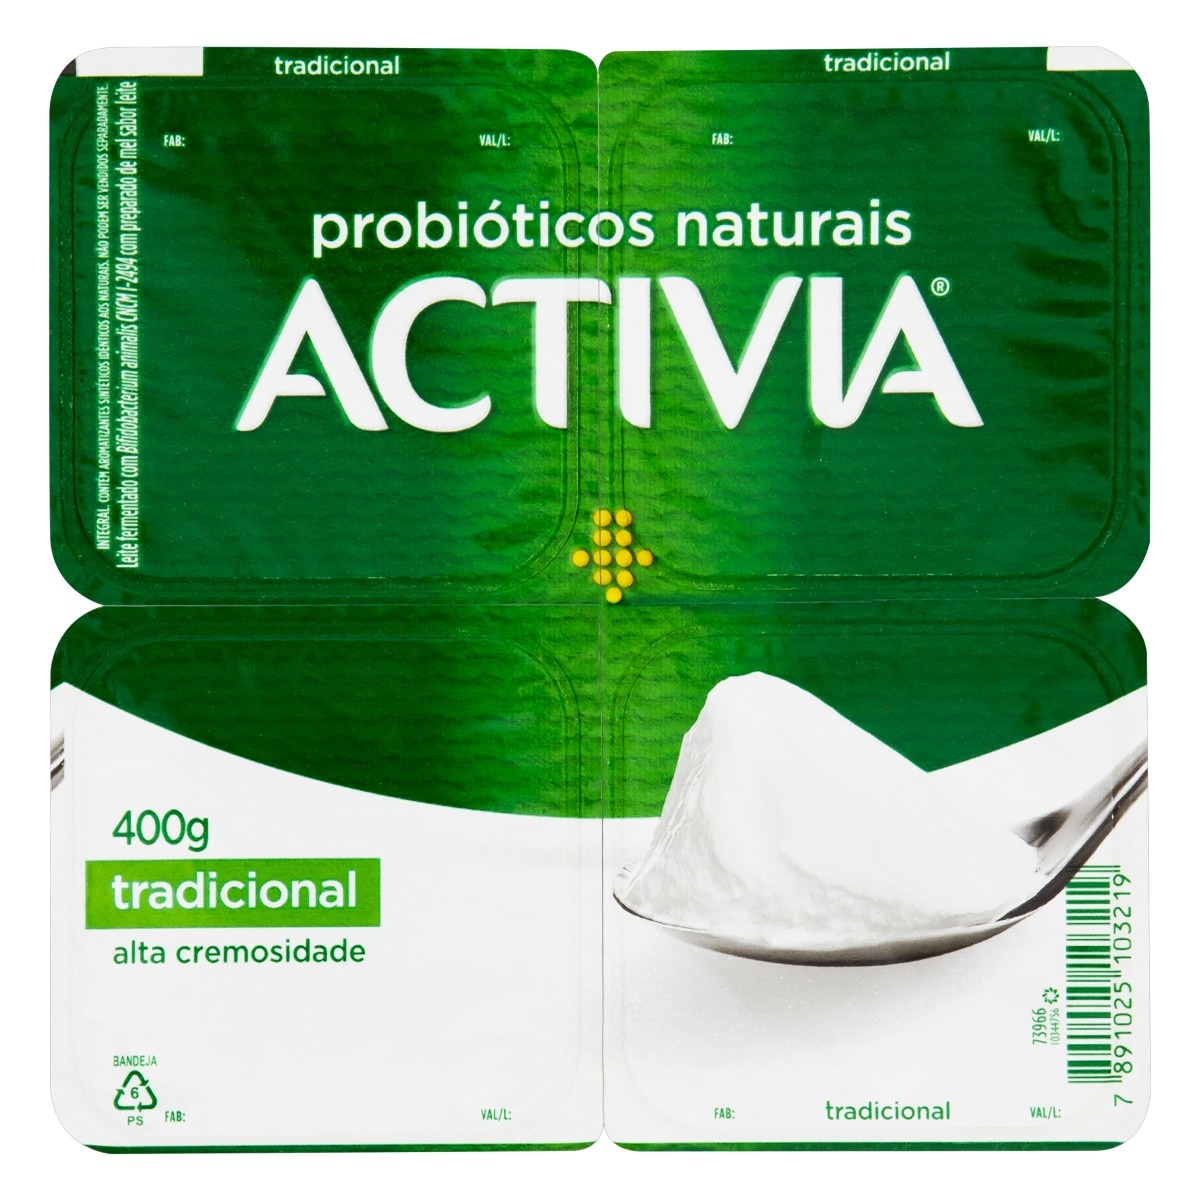 tradicional
tradicional
FAB:
VAL/L:
FAB:
VAL/L:
INTEGRAL. CONTÉM AROMATIZANTES SINTÉTICOS IDÊNTICOS AOS NATURAIS. NÃO PODEM SER VENDIDOS SEPARADAMENTE.
Leite fermentado com Bifidobacterium animalis CNCM I-2494 com preparado de mel sabor leite
probióticos naturais
ACTIVIA®
400g
tradicional
alta cremosidade
BANDEJA
6
PS
FAB:
VAL/L:
FAB:
tradicional
VAL/L:
73966
10344756
7 891025 103219